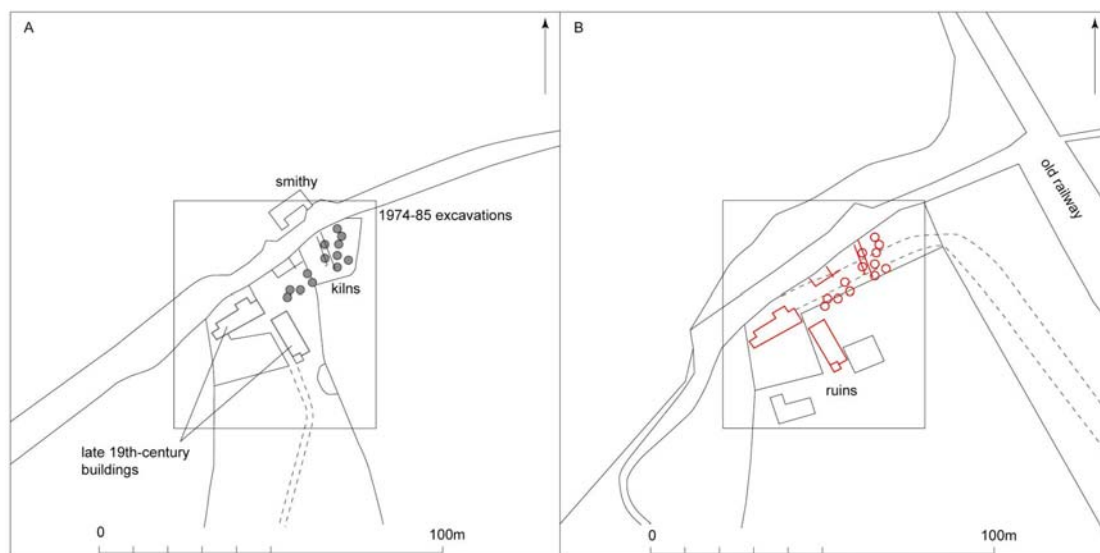 A
smithy
1974-85 excavations
kilns
late 19th-century
buildings
0
100m
B
old railway
ruins
0
100m